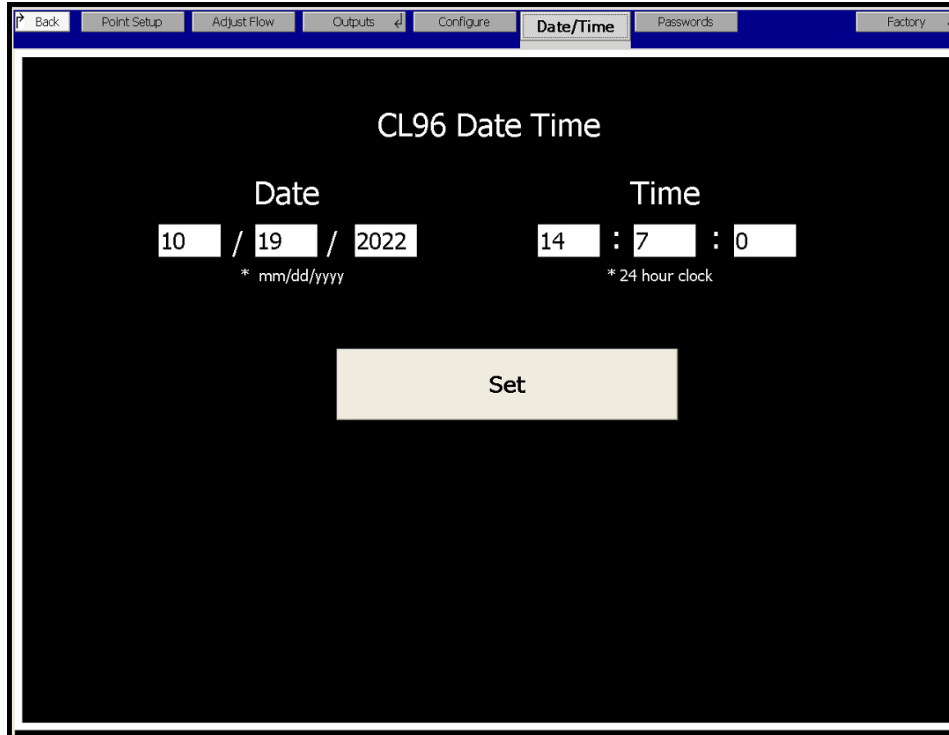 Back Point Setup Adjust Flow Outputs Configure Date/Time Passwords Factory
CL96 Date Time
Date Time
10 / 19 / 2022 14 : 7 : 0
* mm/dd/yyyy * 24 hour clock
Set